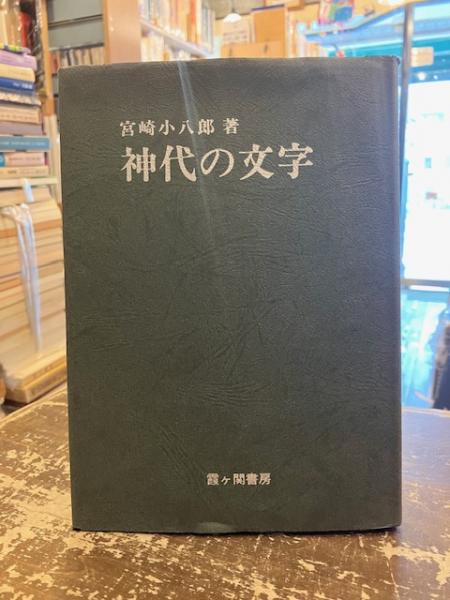 宮崎小八郎 著
神代の文字
霞ヶ関書房